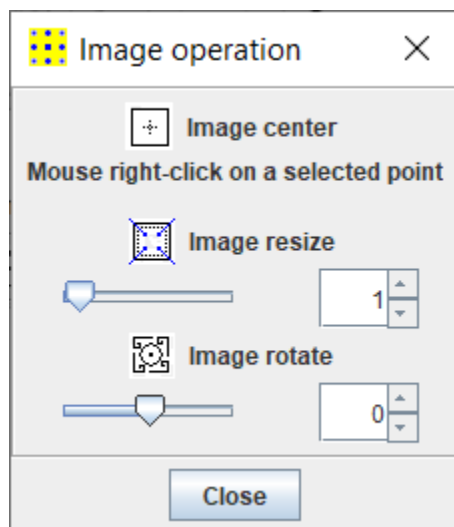 Image operation
Image center
Mouse right-click on a selected point
Image resize
1
Image rotate
0
Close